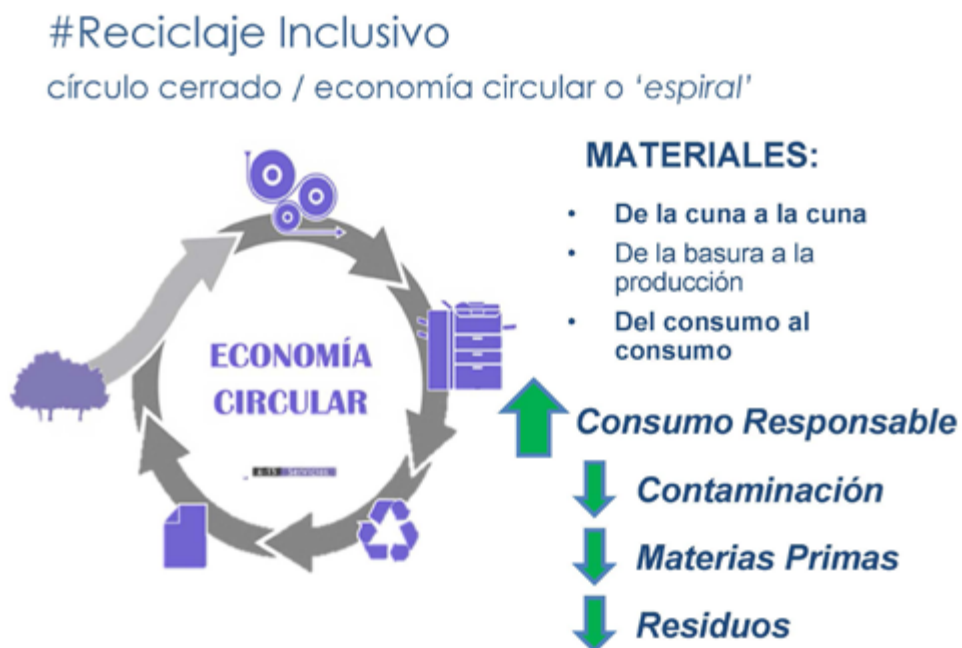 #Reciclaje Inclusivo
círculo cerrado / economía circular o ‘espiral’
MATERIALES:
• De la cuna a la cuna
• De la basura a la
producción
• Del consumo al
consumo
ECONOMÍA
CIRCULAR
Servicios
Consumo Responsable
Contaminación
Materias Primas
Residuos